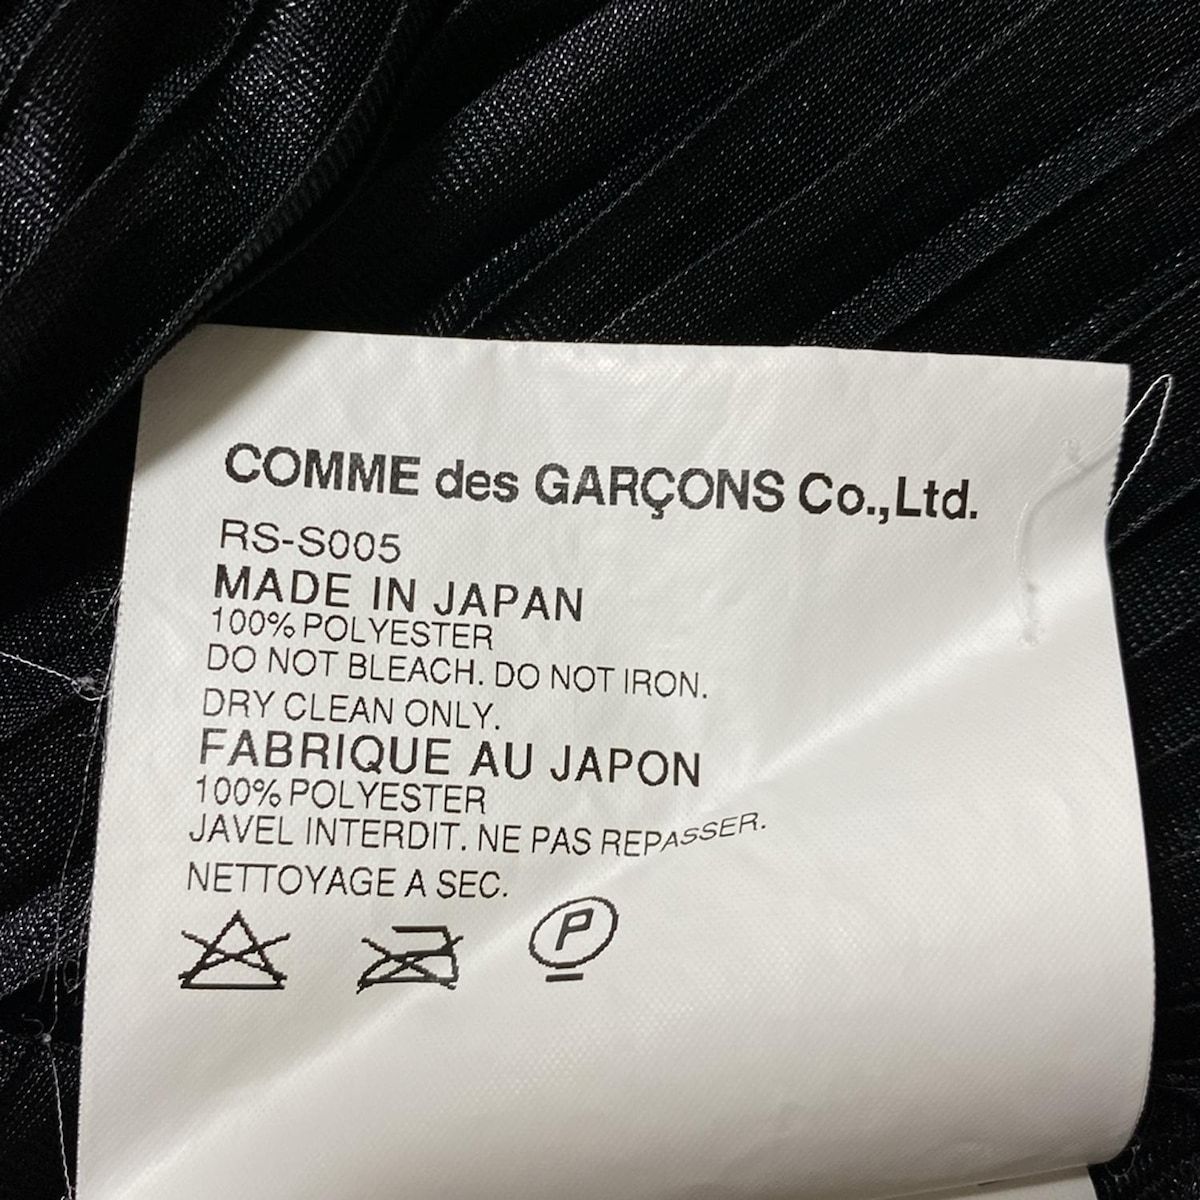 COMME des GARÇONS Co.,Ltd.
RS-S005
MADE IN JAPAN
100% POLYESTER
DO NOT BLEACH. DO NOT IRON.
DRY CLEAN ONLY.
FABRIQUE AU JAPON
100% POLYESTER
JAVEL INTERDIT. NE PAS REPASSER.
NETTOYAGE A SEC.
P